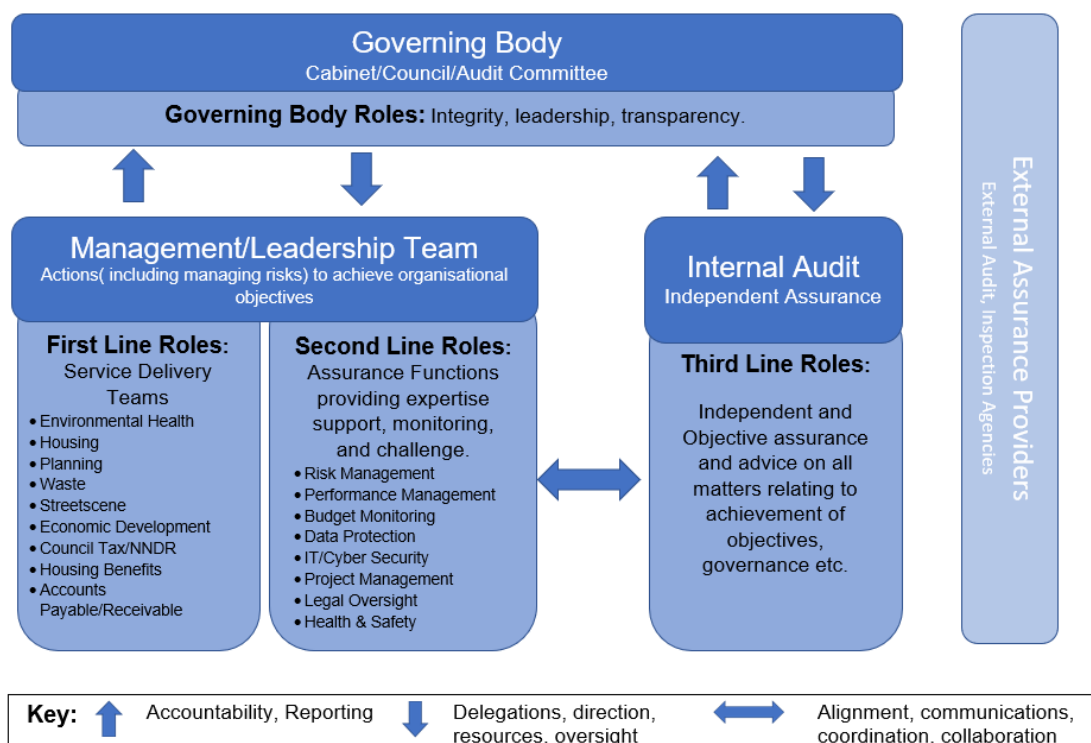 Governing Body
Cabinet/Council/Audit Committee
Governing Body Roles: Integrity, leadership, transparency.
Management/Leadership Team
Actions( including managing risks) to achieve organisational
objectives
First Line Roles:
Service Delivery
Teams
• Environmental Health
• Housing
• Planning
• Waste
• Streetscene
• Economic Development
• Council Tax/NNDR
• Housing Benefits
• Accounts
Payable/Receivable
Second Line Roles:
Assurance Functions
providing expertise
support, monitoring,
and challenge.
• Risk Management
• Performance Management
• Budget Monitoring
• Data Protection
• IT/Cyber Security
• Project Management
• Legal Oversight
• Health & Safety
Internal Audit
Independent Assurance
Third Line Roles:
Independent and
Objective assurance
and advice on all
matters relating to
achievement of
objectives,
governance etc.
External Assurance Providers
External Audit, Inspection Agencies
Key:
Accountability, Reporting
Delegations, direction,
resources, oversight
Alignment, communications,
coordination, collaboration